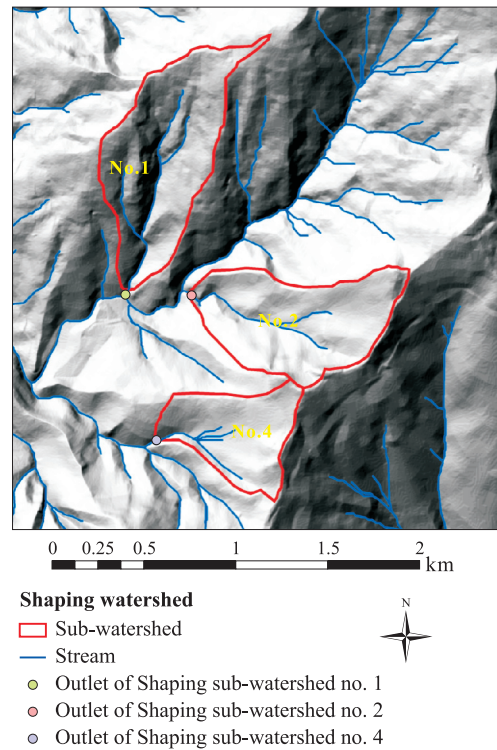 No.1
No.2
No.4
0 0.25 0.5 1 1.5 2
km
Shaping watershed
N
Sub-watershed
Stream
Outlet of Shaping sub-watershed no. 1
Outlet of Shaping sub-watershed no. 2
Outlet of Shaping sub-watershed no. 4